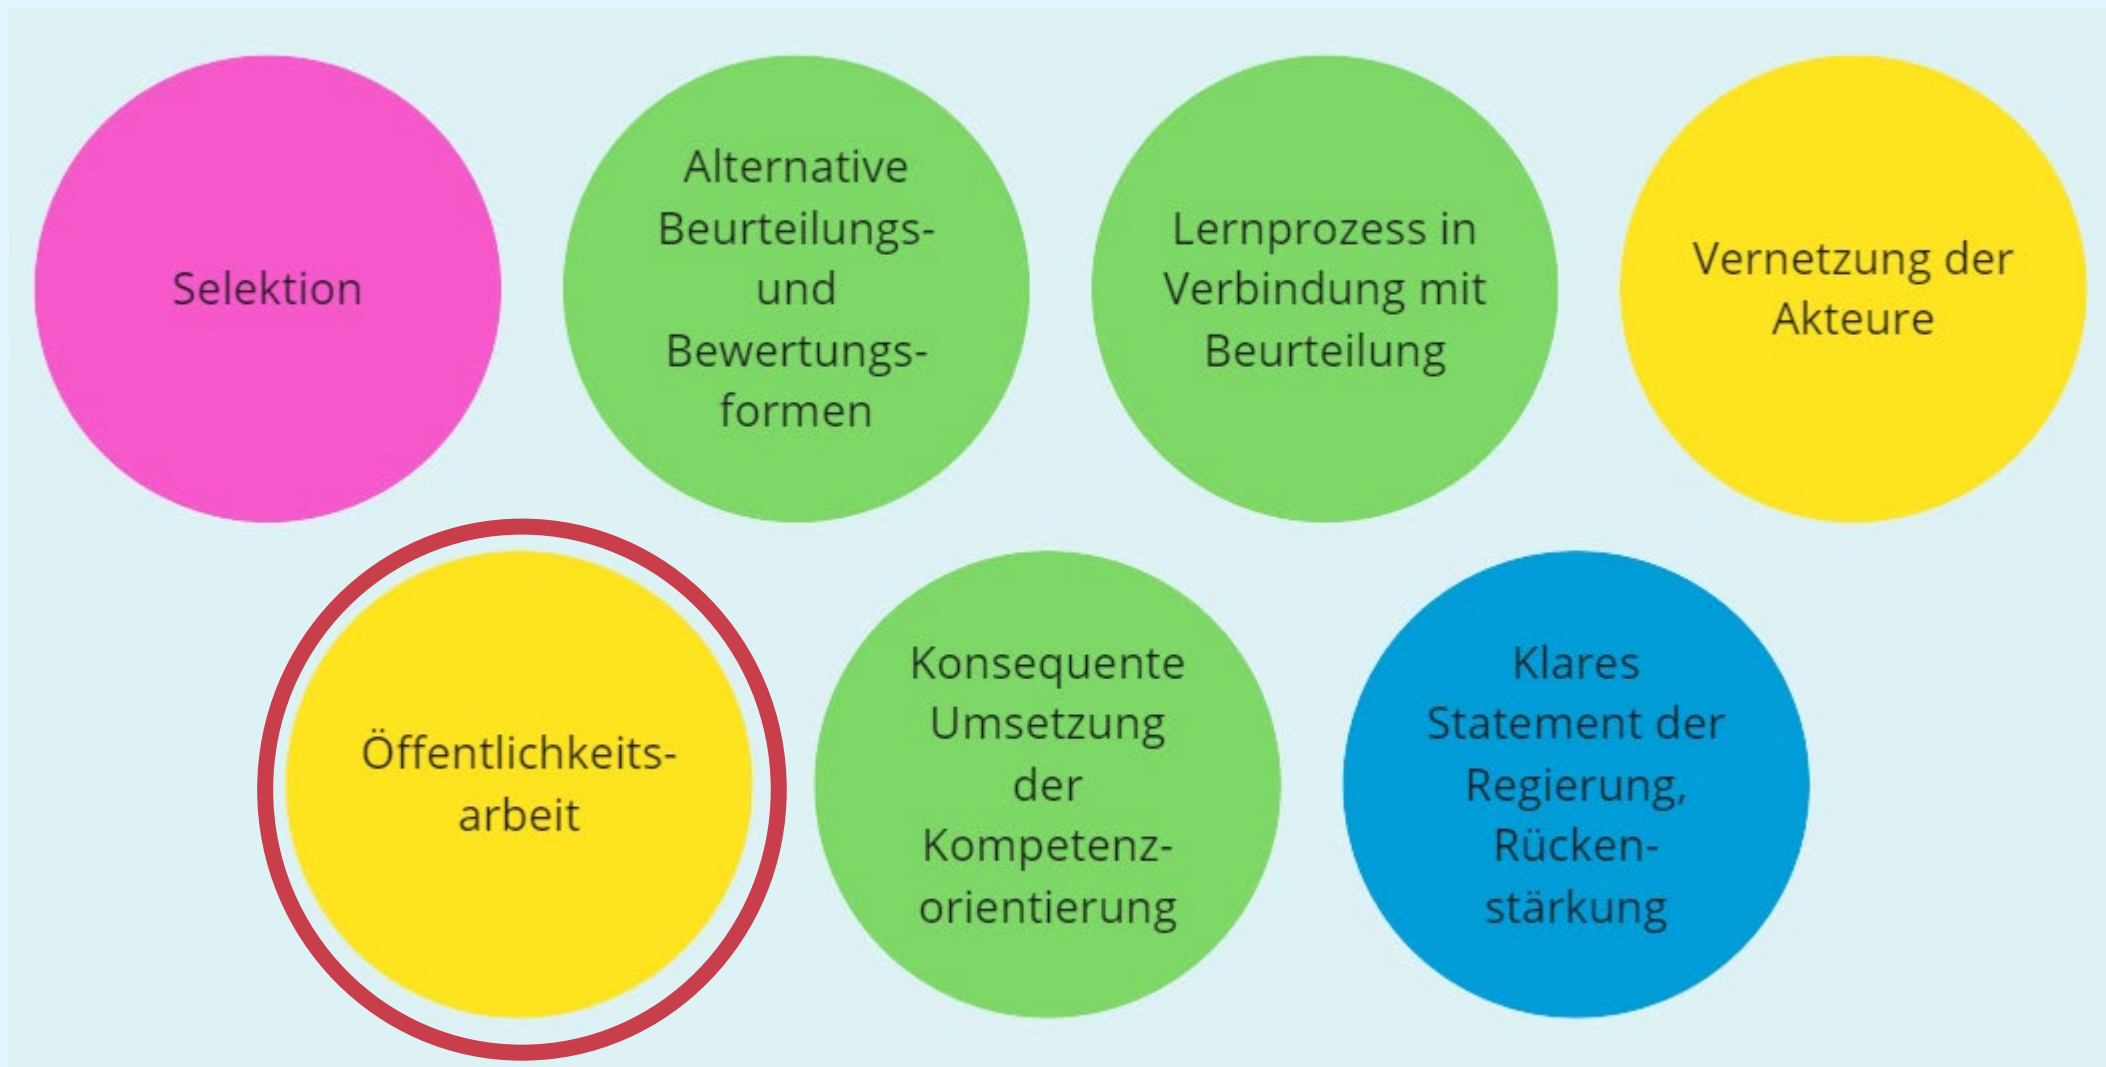 Selektion
Alternative
Beurteilungs-
und
Bewertungs-
formen
Lernprozess in
Verbindung mit
Beurteilung
Vernetzung der
Akteure
Öffentlichkeits-
arbeit
Konsequente
Umsetzung
der
Kompetenz-
orientierung
Klares
Statement der
Regierung,
Rücken-
stärkung